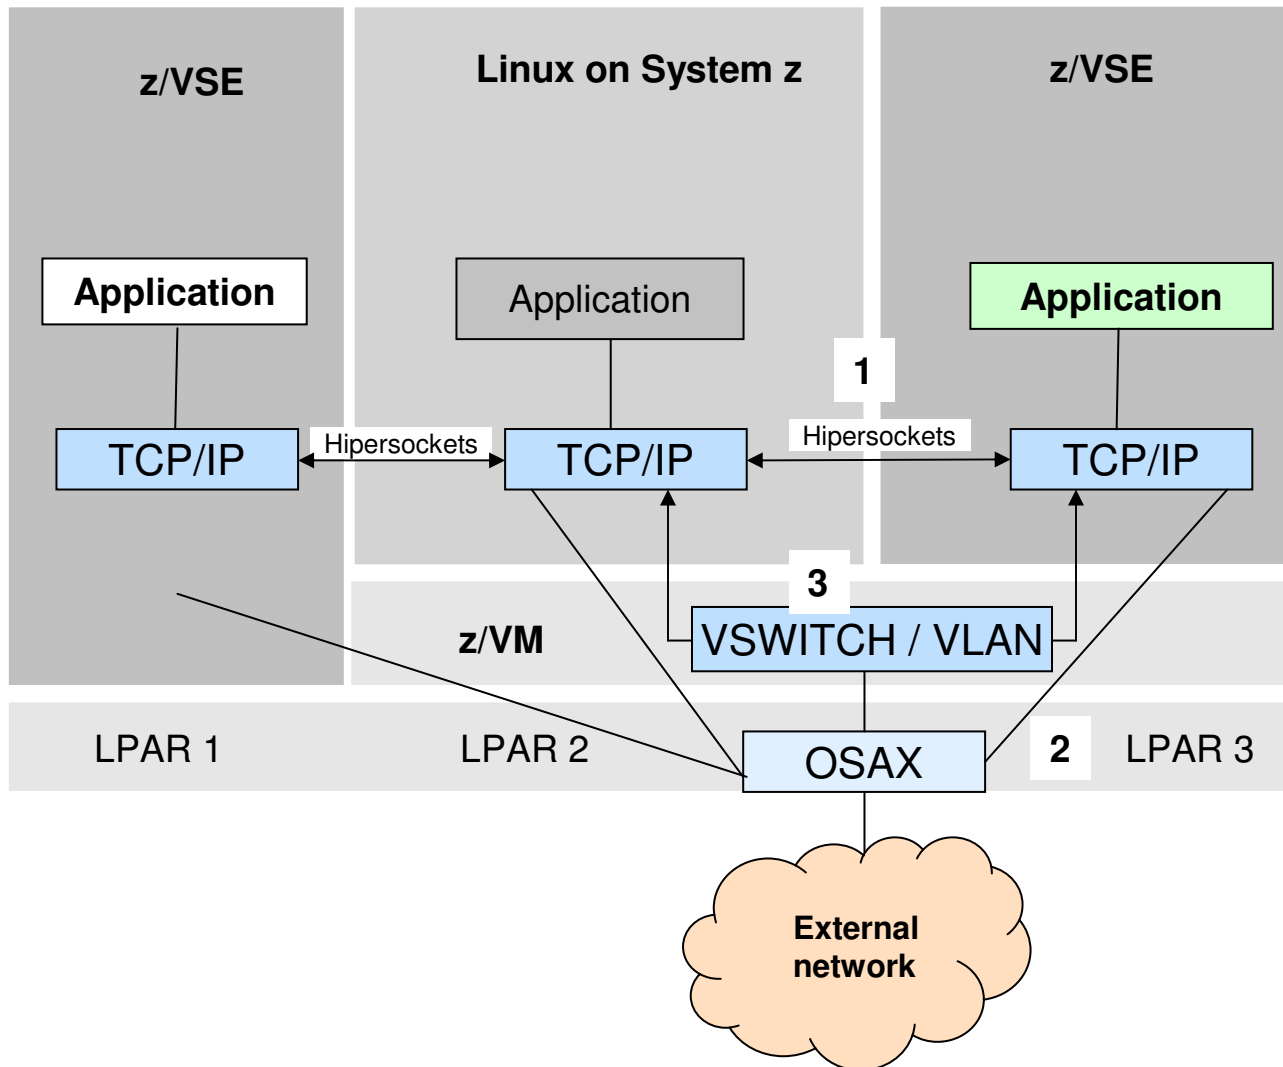 z/VSE
Linux on System z
z/VSE
Application
Application
Application
1
TCP/IP
Hipersockets
TCP/IP
Hipersockets
TCP/IP
3
z/VM
VSWITCH / VLAN
LPAR 1
LPAR 2
OSAX
2
LPAR 3
External
network